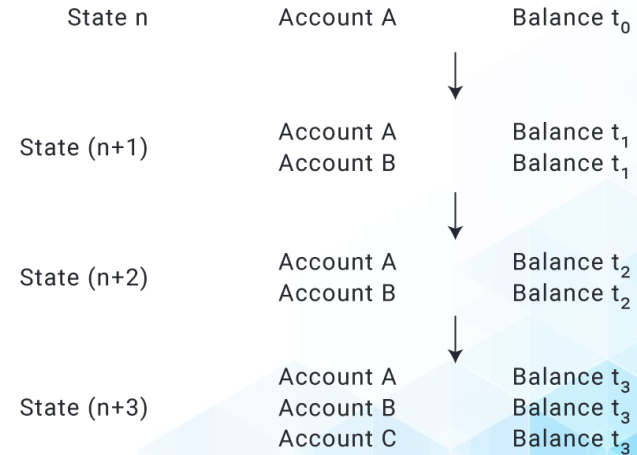 State n Account A Balance t₀
Account A Balance t₁
State (n+1)
Account B Balance t₁
Account A Balance t₂
State (n+2)
Account B Balance t₂
Account A Balance t₃
State (n+3) Account B Balance t₃
Account C Balance t₃